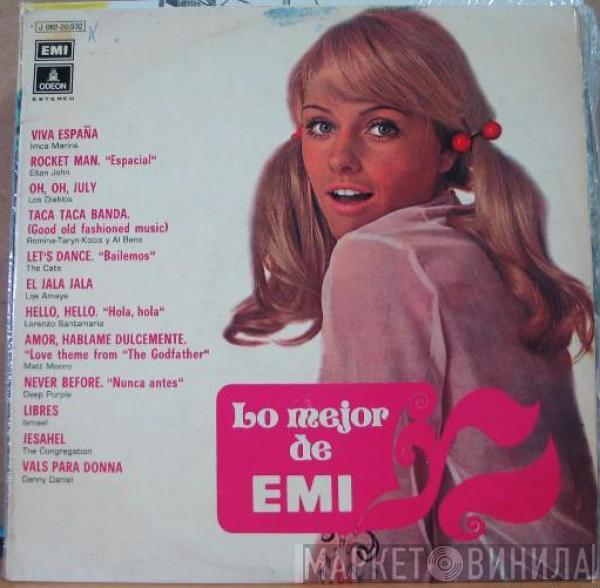 J 062-20.932
EMI
ODEON
ESTEREO
VIVA ESPAÑA
Imca Marina
ROCKET MAN. "Espacial"
Elton John
OH, OH, JULY
Los Diablos
TACA TACA BANDA.
(Good old fashioned music)
Romina-Taryn-Kocis y Al Bano
LET'S DANCE. "Bailemos"
The Cats
EL JALA JALA
Los Amaya
HELLO, HELLO. "Hola, hola"
Lorenzo Santamaria
AMOR, HABLAME DULCEMENTE.
"Love theme from "The Godfather"
Matt Monro
NEVER BEFORE. "Nunca antes"
Deep Purple
LIBRES
Ismael
JESAHEL
The Congregation
VALS PARA DONNA
Danny Daniel
Lo mejor
de
EMI
МАРКЕТ ВИНИЛА